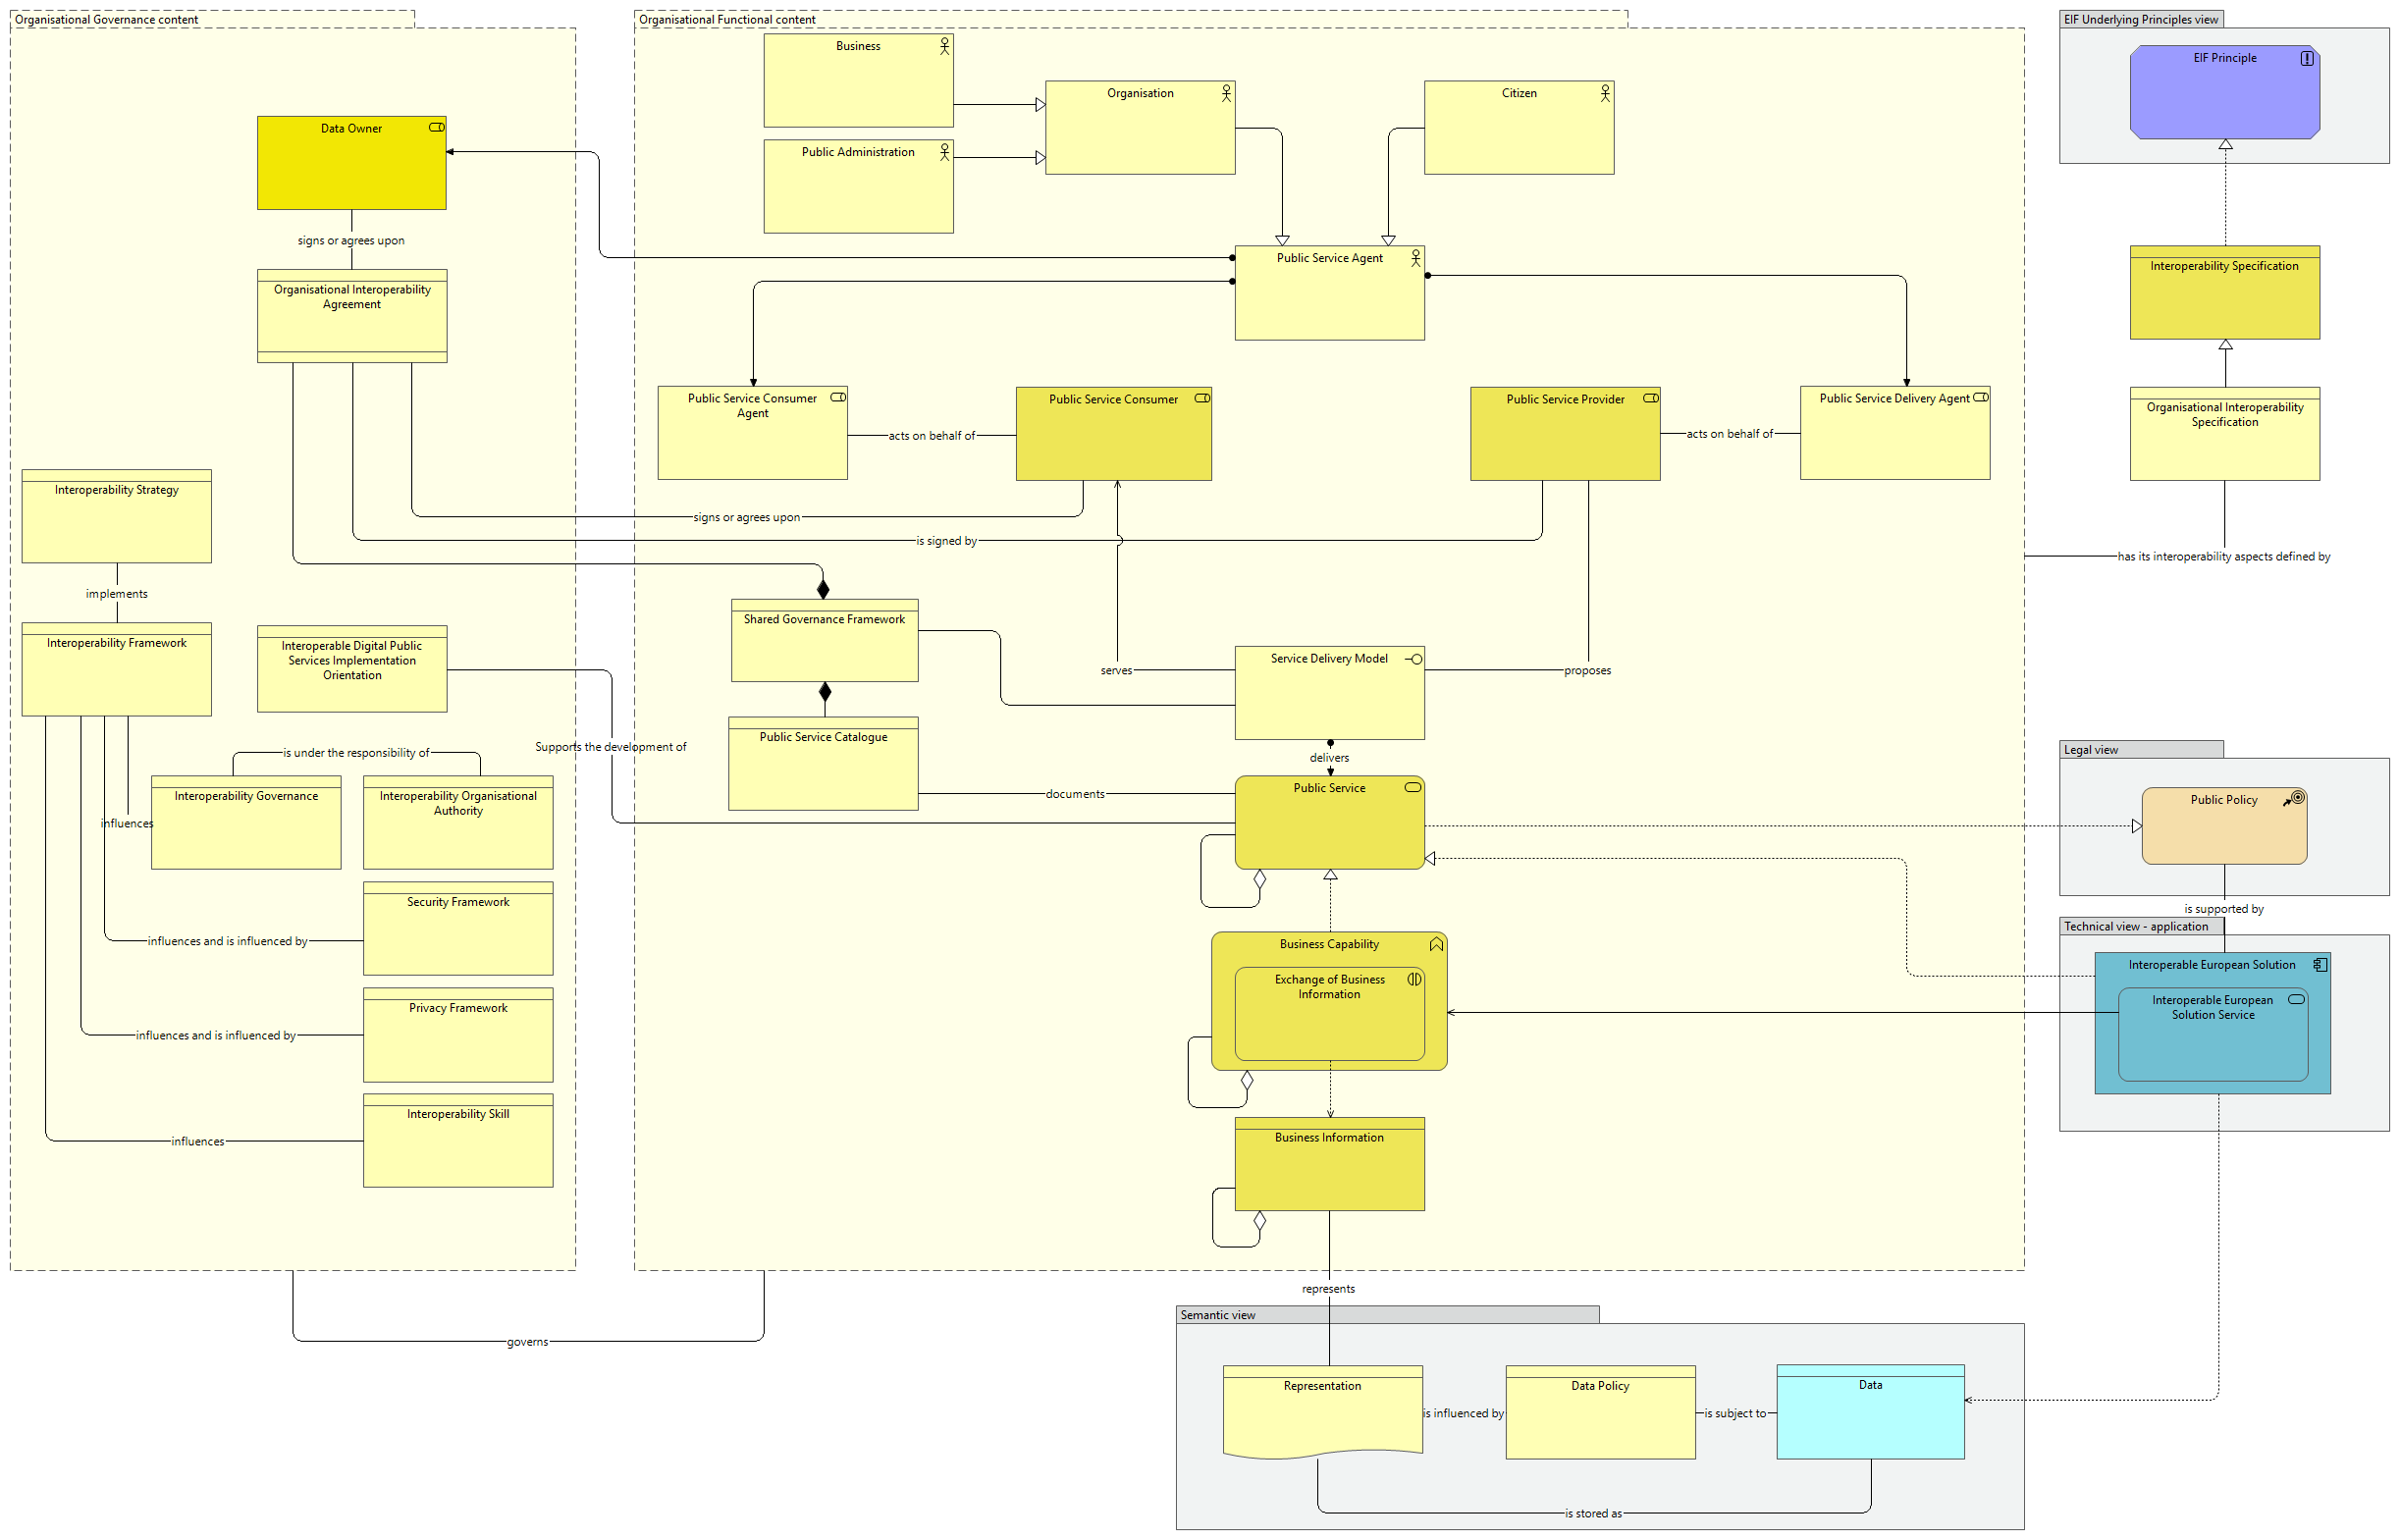 Organisational Governance content
Organisational Functional content
EIF Underlying Principles view
Business
EIF Principle
Organisation
Citizen
Data Owner
Public Administration
signs or agrees upon
Public Service Agent
Interoperability Specification
Organisational Interoperability
Agreement
Public Service Consumer
Agent
Public Service Consumer
Public Service Provider
Public Service Delivery Agent
Organisational Interoperability
Specification
acts on behalf of
acts on behalf of
Interoperability Strategy
signs or agrees upon
is signed by
has its interoperability aspects defined by
implements
Shared Governance Framework
Interoperability Framework
Interoperable Digital Public
Services Implementation
Orientation
Service Delivery Model
serves
proposes
Public Service Catalogue
Supports the development of
is under the responsibility of
delivers
Legal view
Interoperability Governance
Interoperability Organisational
Authority
documents
Public Service
Public Policy
influences
Security Framework
is supported by
Technical view - application
influences and is influenced by
Business Capability
Interoperable European Solution
Exchange of Business
Information
Interoperable European
Solution Service
Privacy Framework
influences and is influenced by
Interoperability Skill
influences
Business Information
represents
Semantic view
governs
Representation
Data Policy
Data
is influenced by
is subject to
is stored as